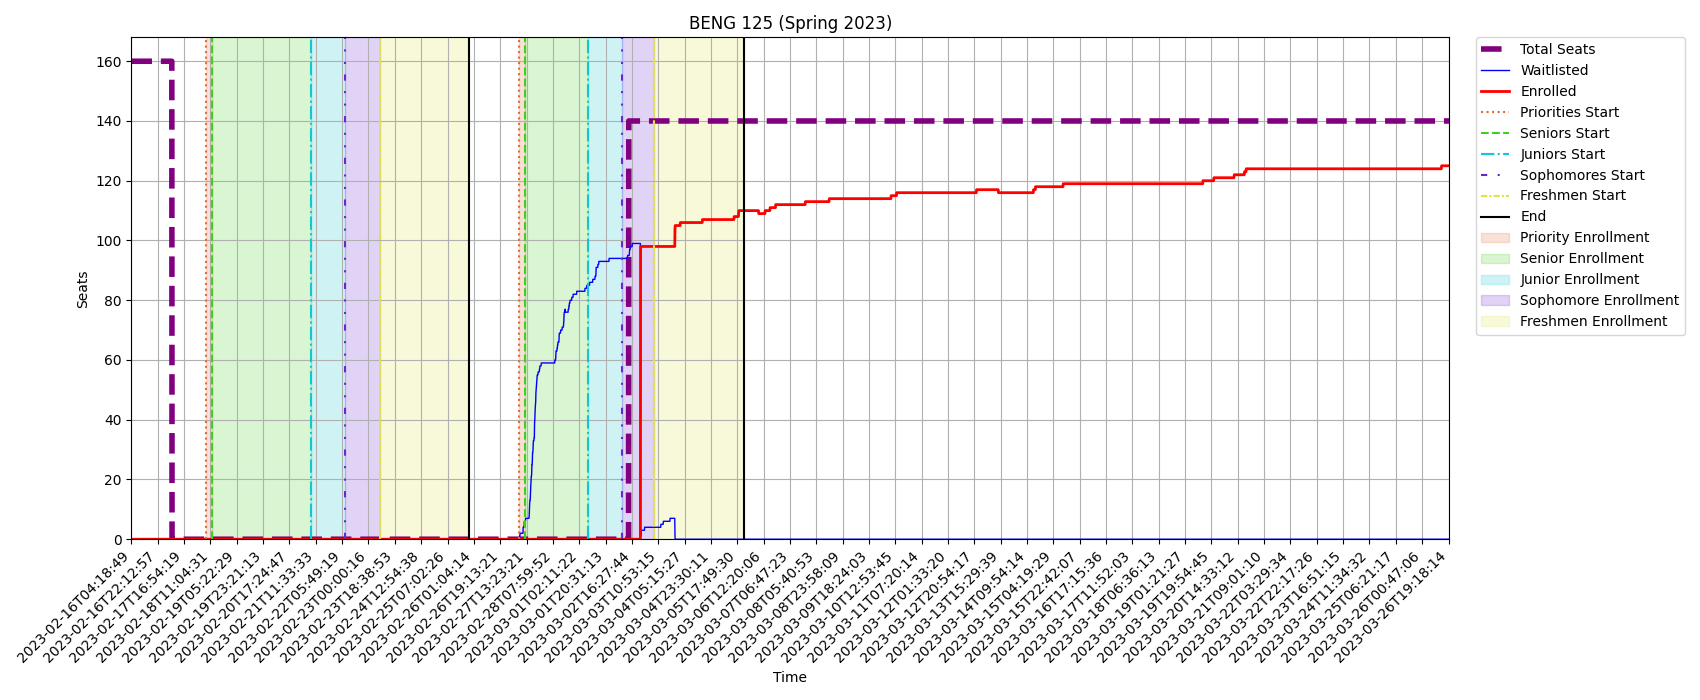 BENG 125 (Spring 2023)
Seats
160
140
120
100
80
60
40
20
0
2023-02-16T04:18:49
2023-02-16T22:12:57
2023-02-17T16:54:19
2023-02-18T11:04:31
2023-02-19T05:22:29
2023-02-19T23:21:13
2023-02-20T17:24:47
2023-02-21T11:33:33
2023-02-22T05:49:19
2023-02-23T00:00:16
2023-02-23T18:38:53
2023-02-24T12:54:38
2023-02-25T07:02:26
2023-02-26T01:04:14
2023-02-26T19:13:21
2023-02-27T13:23:21
2023-02-28T07:59:52
2023-03-01T02:11:22
2023-03-01T20:31:13
2023-03-02T16:27:44
2023-03-03T10:53:15
2023-03-04T05:15:27
2023-03-04T23:30:11
2023-03-05T17:49:30
2023-03-06T12:20:06
2023-03-07T06:47:23
2023-03-08T05:40:53
2023-03-08T23:58:09
2023-03-09T18:24:03
2023-03-10T12:53:45
2023-03-11T07:20:14
2023-03-12T01:33:20
2023-03-12T20:54:17
2023-03-13T15:29:39
2023-03-14T09:54:14
2023-03-15T04:19:29
2023-03-15T22:42:07
2023-03-16T17:15:36
2023-03-17T11:52:03
2023-03-18T06:36:13
2023-03-19T01:21:27
2023-03-19T19:54:45
2023-03-20T14:33:12
2023-03-21T09:01:10
2023-03-22T03:29:34
2023-03-22T22:17:26
2023-03-23T16:51:15
2023-03-24T11:34:32
2023-03-25T06:21:17
2023-03-26T00:47:06
2023-03-26T19:18:14
Time
Total Seats
Waitlisted
Enrolled
Priorities Start
Seniors Start
Juniors Start
Sophomores Start
Freshmen Start
End
Priority Enrollment
Senior Enrollment
Junior Enrollment
Sophomore Enrollment
Freshmen Enrollment